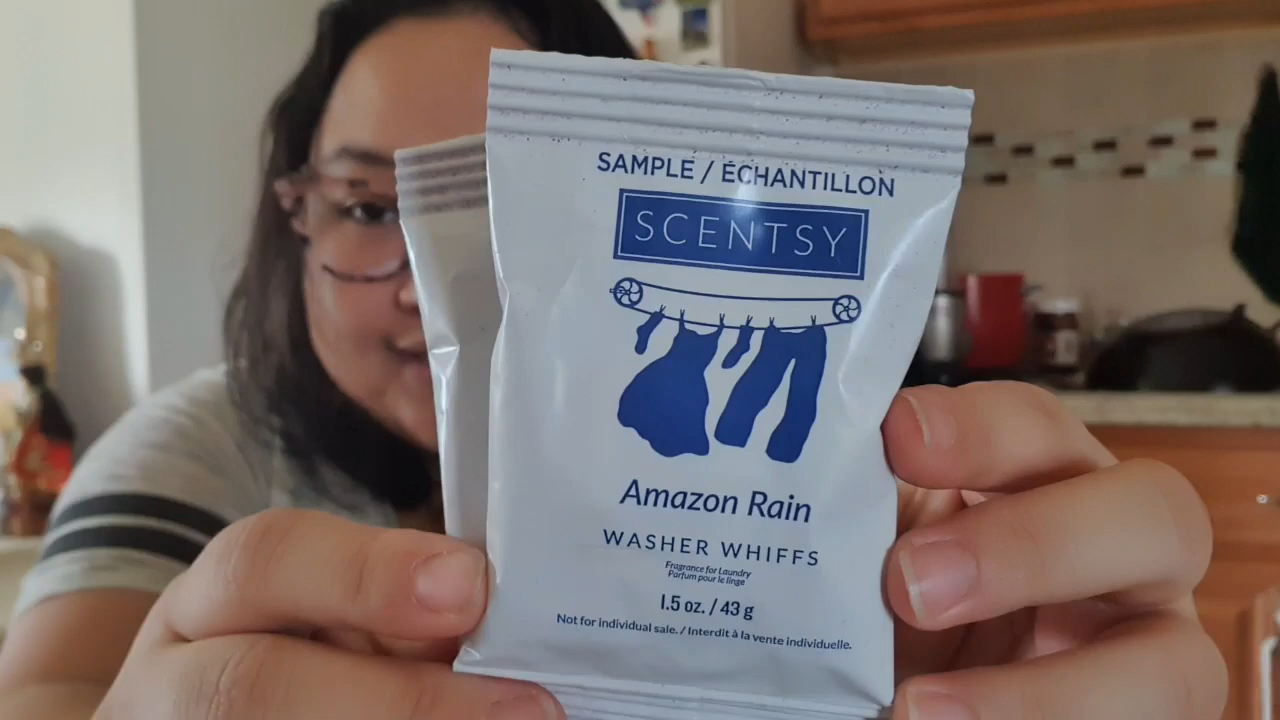 SAMPLE / ÉCHANTILLON
SCENTSY
Amazon Rain
WASHER WHIFFS
Fragrance for Laundry
Parfum pour le linge
1.5 oz. / 43 g
Not for individual sale. / Interdit à la vente individuelle.